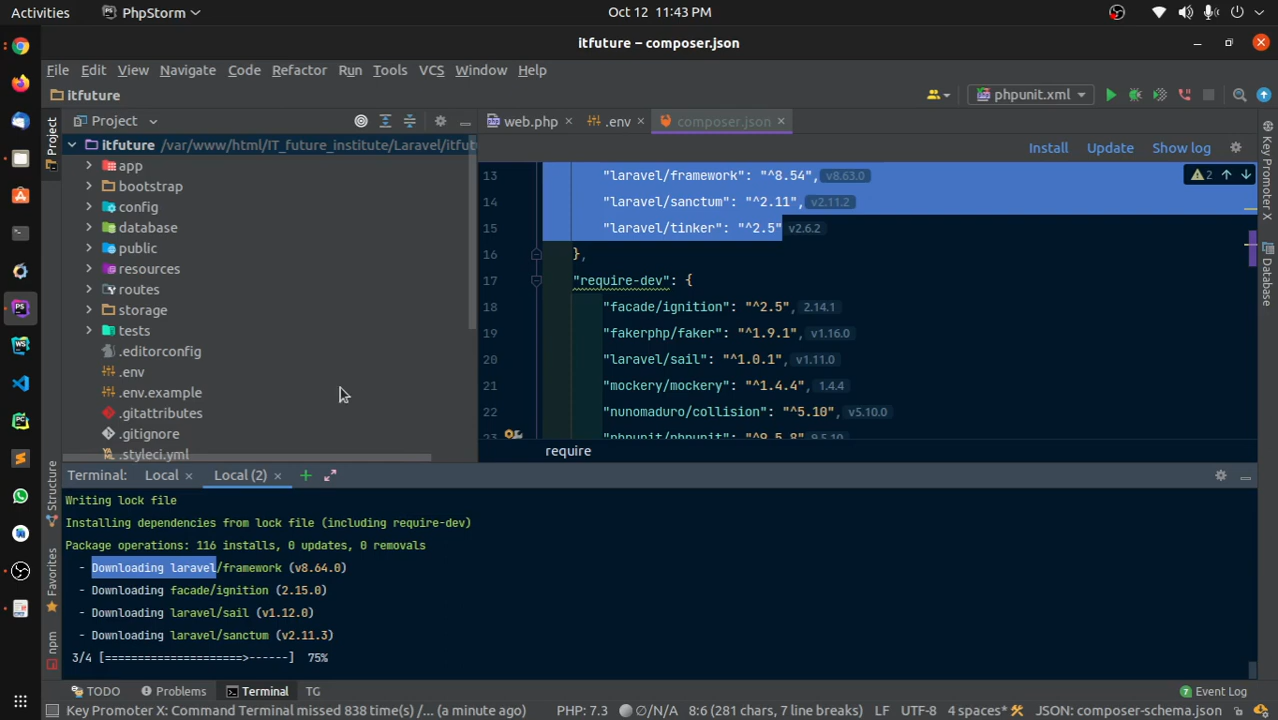 Activities PhpStorm Oct 12 11:43 PM
itfuture – composer.json
File Edit View Navigate Code Refactor Run Tools VCS Window Help
itfuture phpunit.xml
Project web.php .env composer.json
Install Update Show log
itfuture /var/www/html/IT_future_institute/Laravel/itfut
app
bootstrap
config
database
public
resources
routes
storage
tests
.editorconfig
.env
.env.example
.gitattributes
.gitignore
.styleci.yml
13 "laravel/framework": "^8.54", v8.63.0
14 "laravel/sanctum": "^2.11", v2.11.2
15 "laravel/tinker": "^2.5" v2.6.2
16 },
17 "require-dev": {
18 "facade/ignition": "^2.5", 2.14.1
19 "fakerphp/faker": "^1.9.1", v1.16.0
20 "laravel/sail": "^1.0.1", v1.11.0
21 "mockery/mockery": "^1.4.4", 1.4.4
22 "nunomaduro/collision": "^5.10", v5.10.0
23 "phpunit/phpunit": "^9.5.8" 9.5.10
2
require
Project
Structure
Favorites
npm
Key Promoter X
Database
Terminal: Local Local (2)
Writing lock file
Installing dependencies from lock file (including require-dev)
Package operations: 116 installs, 0 updates, 0 removals
- Downloading laravel/framework (v8.64.0)
- Downloading facade/ignition (2.15.0)
- Downloading laravel/sail (v1.12.0)
- Downloading laravel/sanctum (v2.11.3)
3/4 [=====================>------] 75%
TODO Problems Terminal TG 7 Event Log
Key Promoter X: Command Terminal missed 838 time(s)/... (a minute ago) PHP: 7.3 ∅/N/A 8:6 (281 chars, 7 line breaks) LF UTF-8 4 spaces* JSON: composer-schema.json